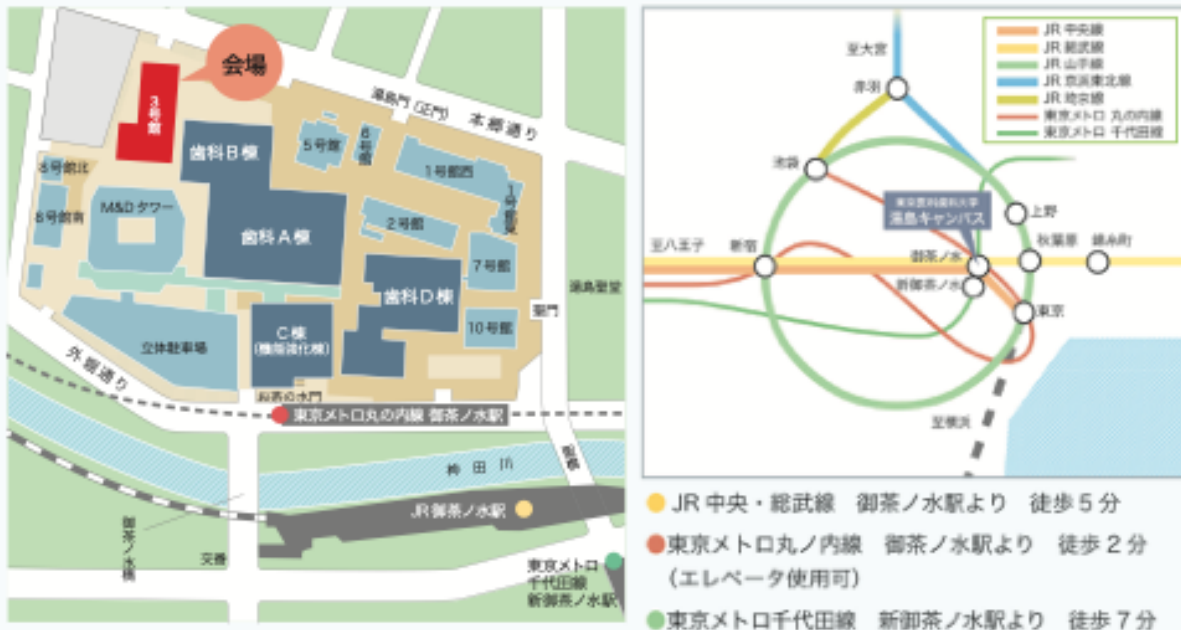 会場
3号館
歯科B棟
5号館
6号館
湯島門 (正門)
本郷通り
1号館西
1号館東
8号館北
8号館南
M&Dタワー
歯科A棟
2号館
7号館
歯科D棟
10号館
聖門
湯島聖堂
C棟
(機能強化棟)
立体駐車場
外堀通り
お茶の水門
東京メトロ丸の内線 御茶ノ水駅
神田川
聖橋
JR御茶ノ水駅
御茶ノ水橋
交番
東京メトロ
千代田線
新御茶ノ水駅
JR 中央線
JR 総武線
JR 山手線
JR 京浜東北線
JR 埼京線
東京メトロ 丸の内線
東京メトロ 千代田線
至大宮
赤羽
池袋
東京医科歯科大学
湯島キャンパス
上野
至八王子
新宿
御茶ノ水
秋葉原
錦糸町
新御茶ノ水
東京
至横浜
JR 中央・総武線 御茶ノ水駅より 徒歩5分
東京メトロ丸ノ内線 御茶ノ水駅より 徒歩2分
(エレベータ使用可)
東京メトロ千代田線 新御茶ノ水駅より 徒歩7分